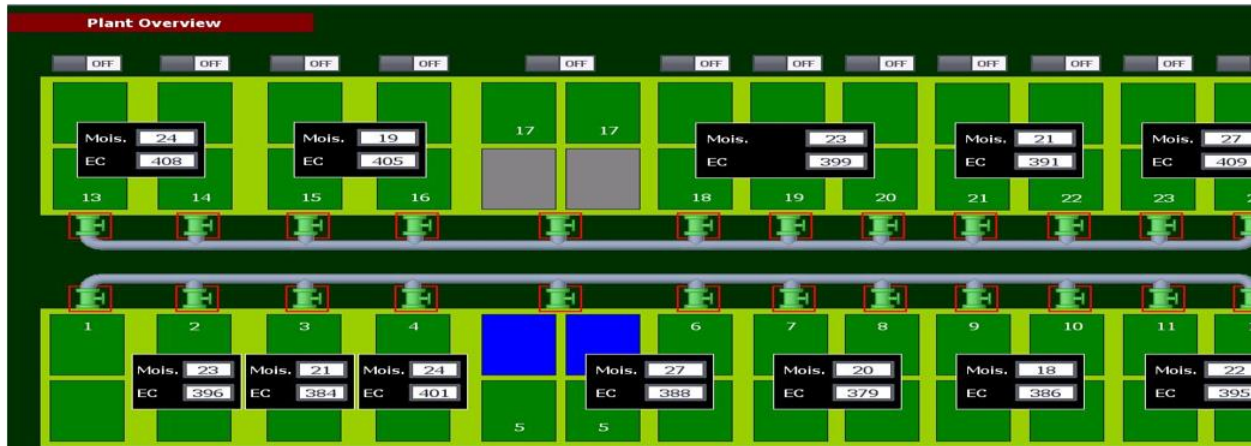 Plant Overview
OFF OFF OFF OFF OFF OFF OFF OFF OFF OFF OFF
17 17
Mois. 24 Mois. 19 Mois. 23 Mois. 21 Mois. 27
EC 408 EC 405 EC 399 EC 391 EC 409
13 14 15 16 18 19 20 21 22 23
1 2 3 4 6 7 8 9 10 11
Mois. 23 Mois. 21 Mois. 24 Mois. 27 Mois. 20 Mois. 18 Mois. 22
EC 396 EC 384 EC 401 EC 388 EC 379 EC 386 EC 395
5 5